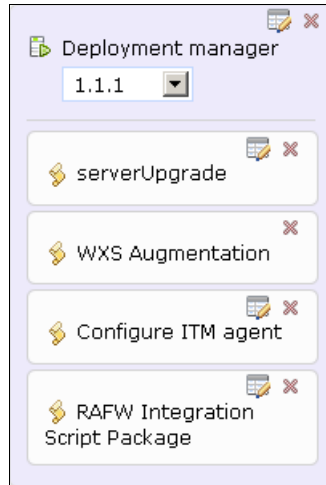 Deployment manager
1.1.1
serverUpgrade
WXS Augmentation
Configure ITM agent
RAFW Integration
Script Package